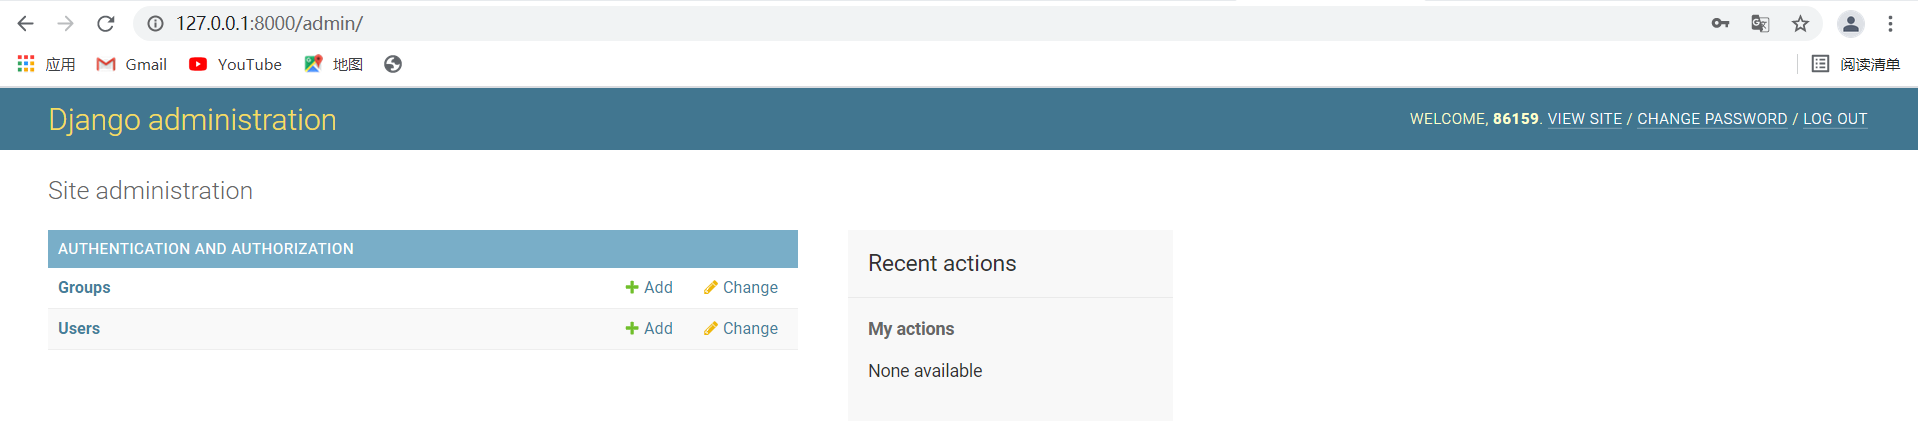 127.0.0.1:8000/admin/
应用 Gmail YouTube 地图 阅读清单
Django administration WELCOME, 86159. VIEW SITE / CHANGE PASSWORD / LOG OUT
Site administration
AUTHENTICATION AND AUTHORIZATION
Groups Add Change
Users Add Change
Recent actions
My actions
None available